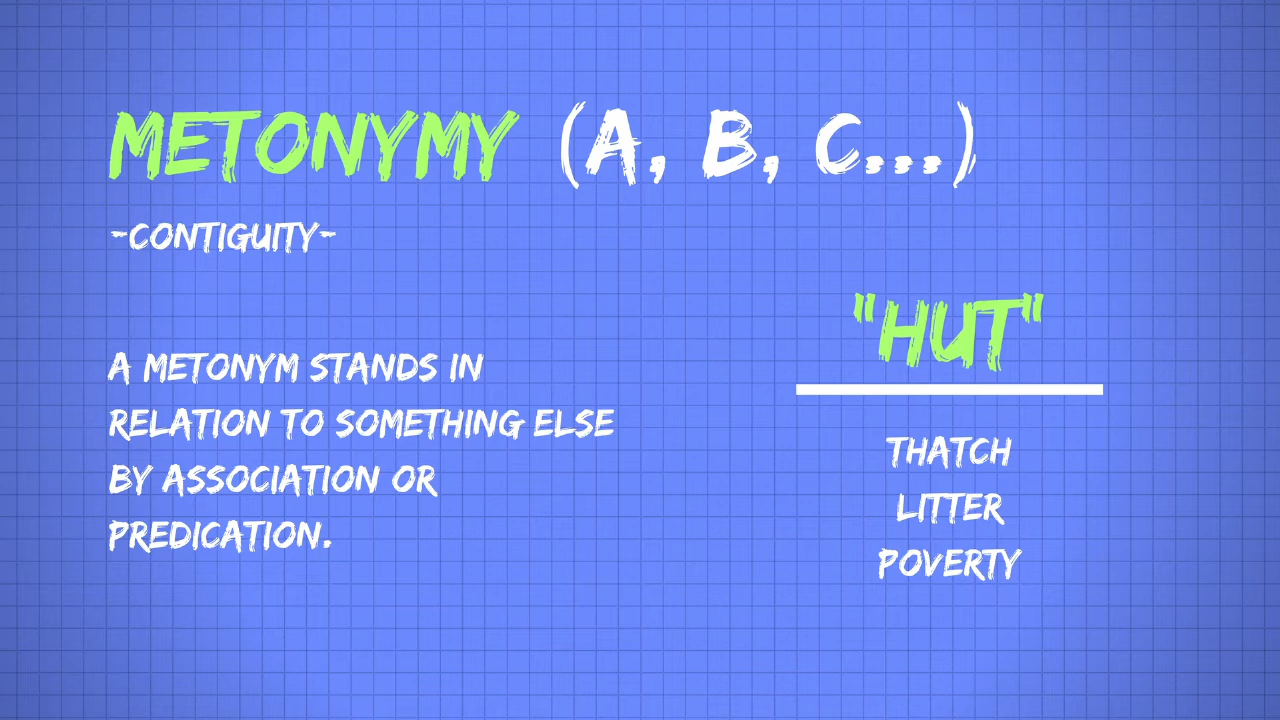 METONYMY (A, B, C...)
-CONTIGUITY-
A METONYM STANDS IN
RELATION TO SOMETHING ELSE
BY ASSOCIATION OR
PREDICATION.
"HUT"
THATCH
LITTER
POVERTY